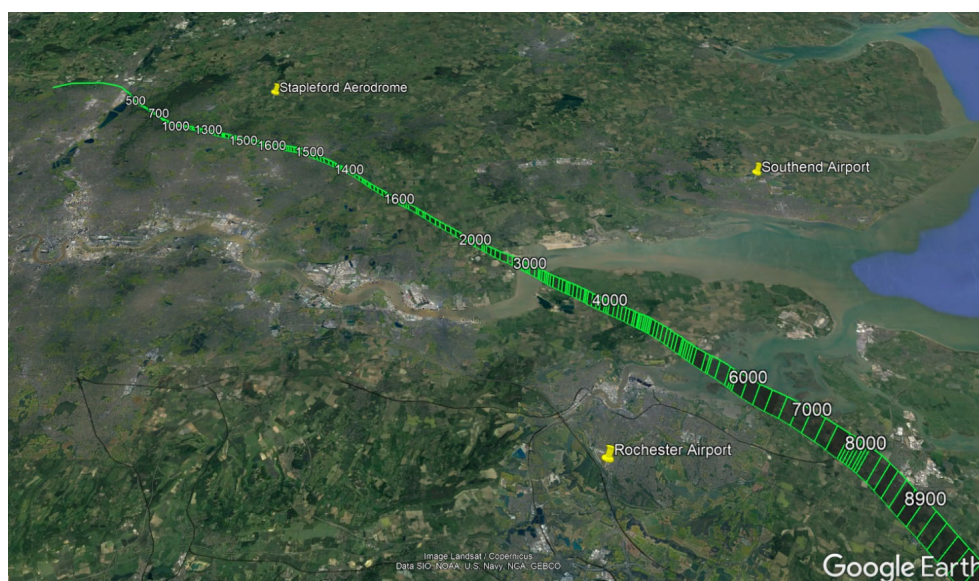 Stapleford Aerodrome
500
700
1000
1300
1500
1600
1500
1400
Southend Airport
1600
2000
3000
4000
6000
7000
8000
Rochester Airport
8900
Image Landsat / Copernicus
Data SIO, NOAA, U.S. Navy, NGA, GEBCO
Google Earth